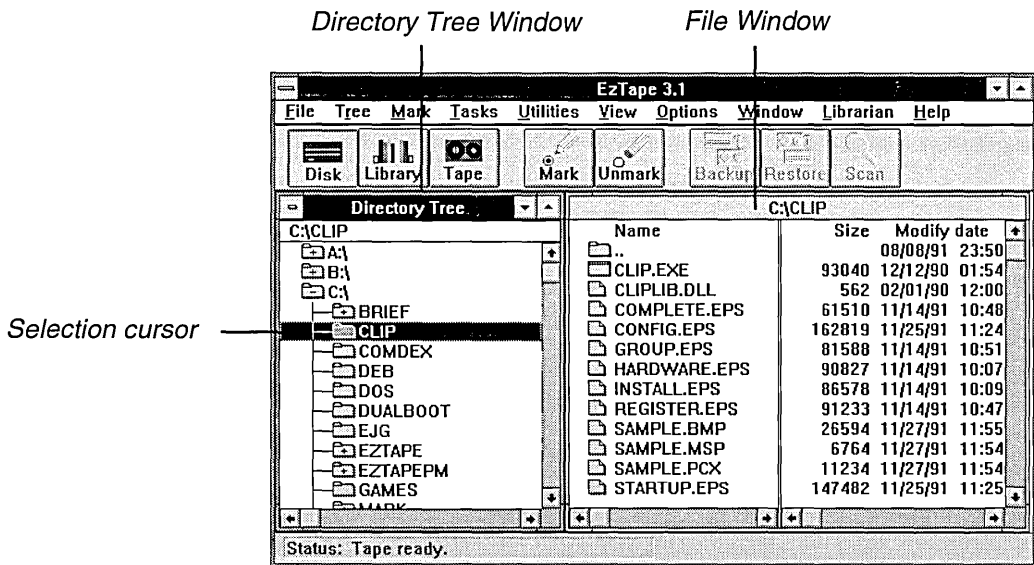 Directory Tree Window
File Window
EzTape 3.1
File Tree Mark Tasks Utilities View Options Window Librarian Help
Disk Library Tape Mark Unmark Backup Restore Scan
Directory Tree
C:\CLIP
C:\CLIP
Name Size Modify date
A:\
B:\
C:\
BRIEF
Selection cursor
CLIP
COMDEX
DEB
DOS
DUALBOOT
EJG
EZTAPE
EZTAPEPM
GAMES
MARK
.. 08/08/91 23:50
CLIP.EXE 93040 12/12/90 01:54
CLIPLIB.DLL 562 02/01/90 12:00
COMPLETE.EPS 61510 11/14/91 10:48
CONFIG.EPS 162819 11/25/91 11:24
GROUP.EPS 81588 11/14/91 10:51
HARDWARE.EPS 90827 11/14/91 10:07
INSTALL.EPS 86578 11/14/91 10:09
REGISTER.EPS 91233 11/14/91 10:47
SAMPLE.BMP 26594 11/27/91 11:55
SAMPLE.MSP 6764 11/27/91 11:54
SAMPLE.PCX 11234 11/27/91 11:54
STARTUP.EPS 147482 11/25/91 11:25
Status: Tape ready.